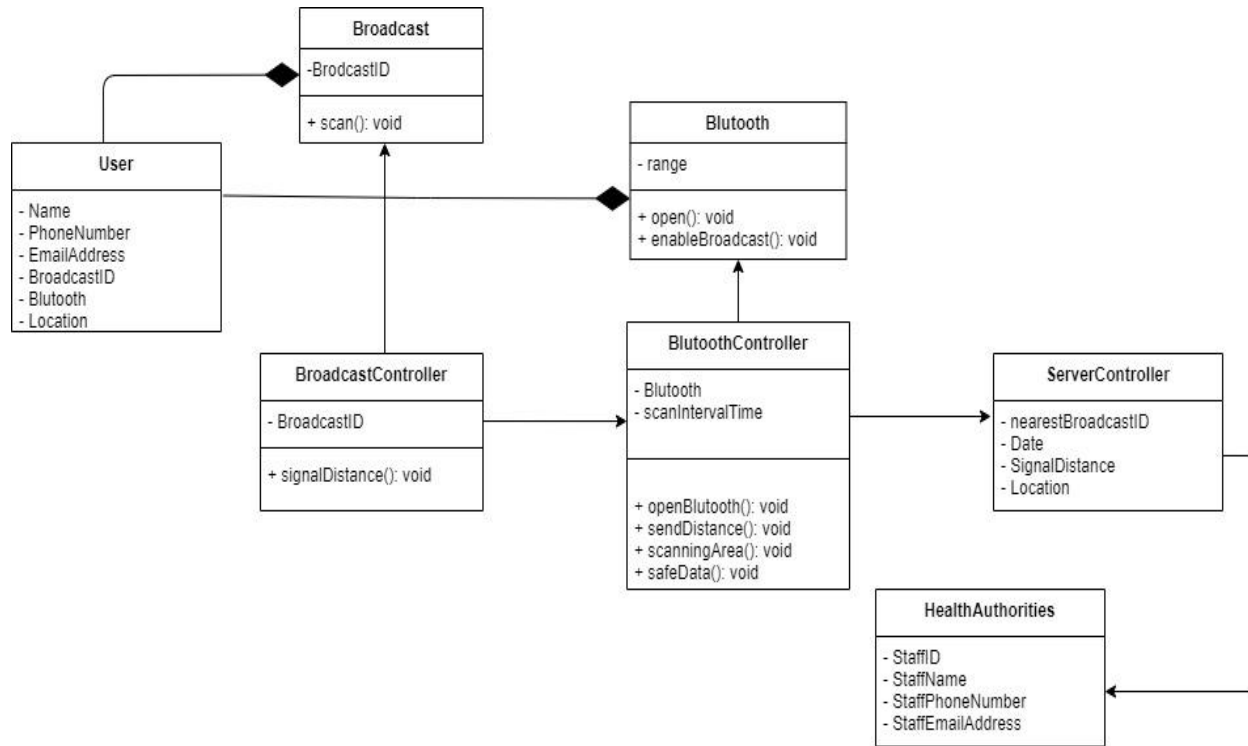 Broadcast
-BrodcastID
+ scan(): void
User
- Name
- PhoneNumber
- EmailAddress
- BroadcastID
- Blutooth
- Location
Blutooth
- range
+ open(): void
+ enableBroadcast(): void
BroadcastController
- BroadcastID
+ signalDistance(): void
BlutoothController
- Blutooth
- scanIntervalTime
+ openBlutooth(): void
+ sendDistance(): void
+ scanningArea(): void
+ safeData(): void
ServerController
- nearestBroadcastID
- Date
- SignalDistance
- Location
HealthAuthorities
- StaffID
- StaffName
- StaffPhoneNumber
- StaffEmailAddress